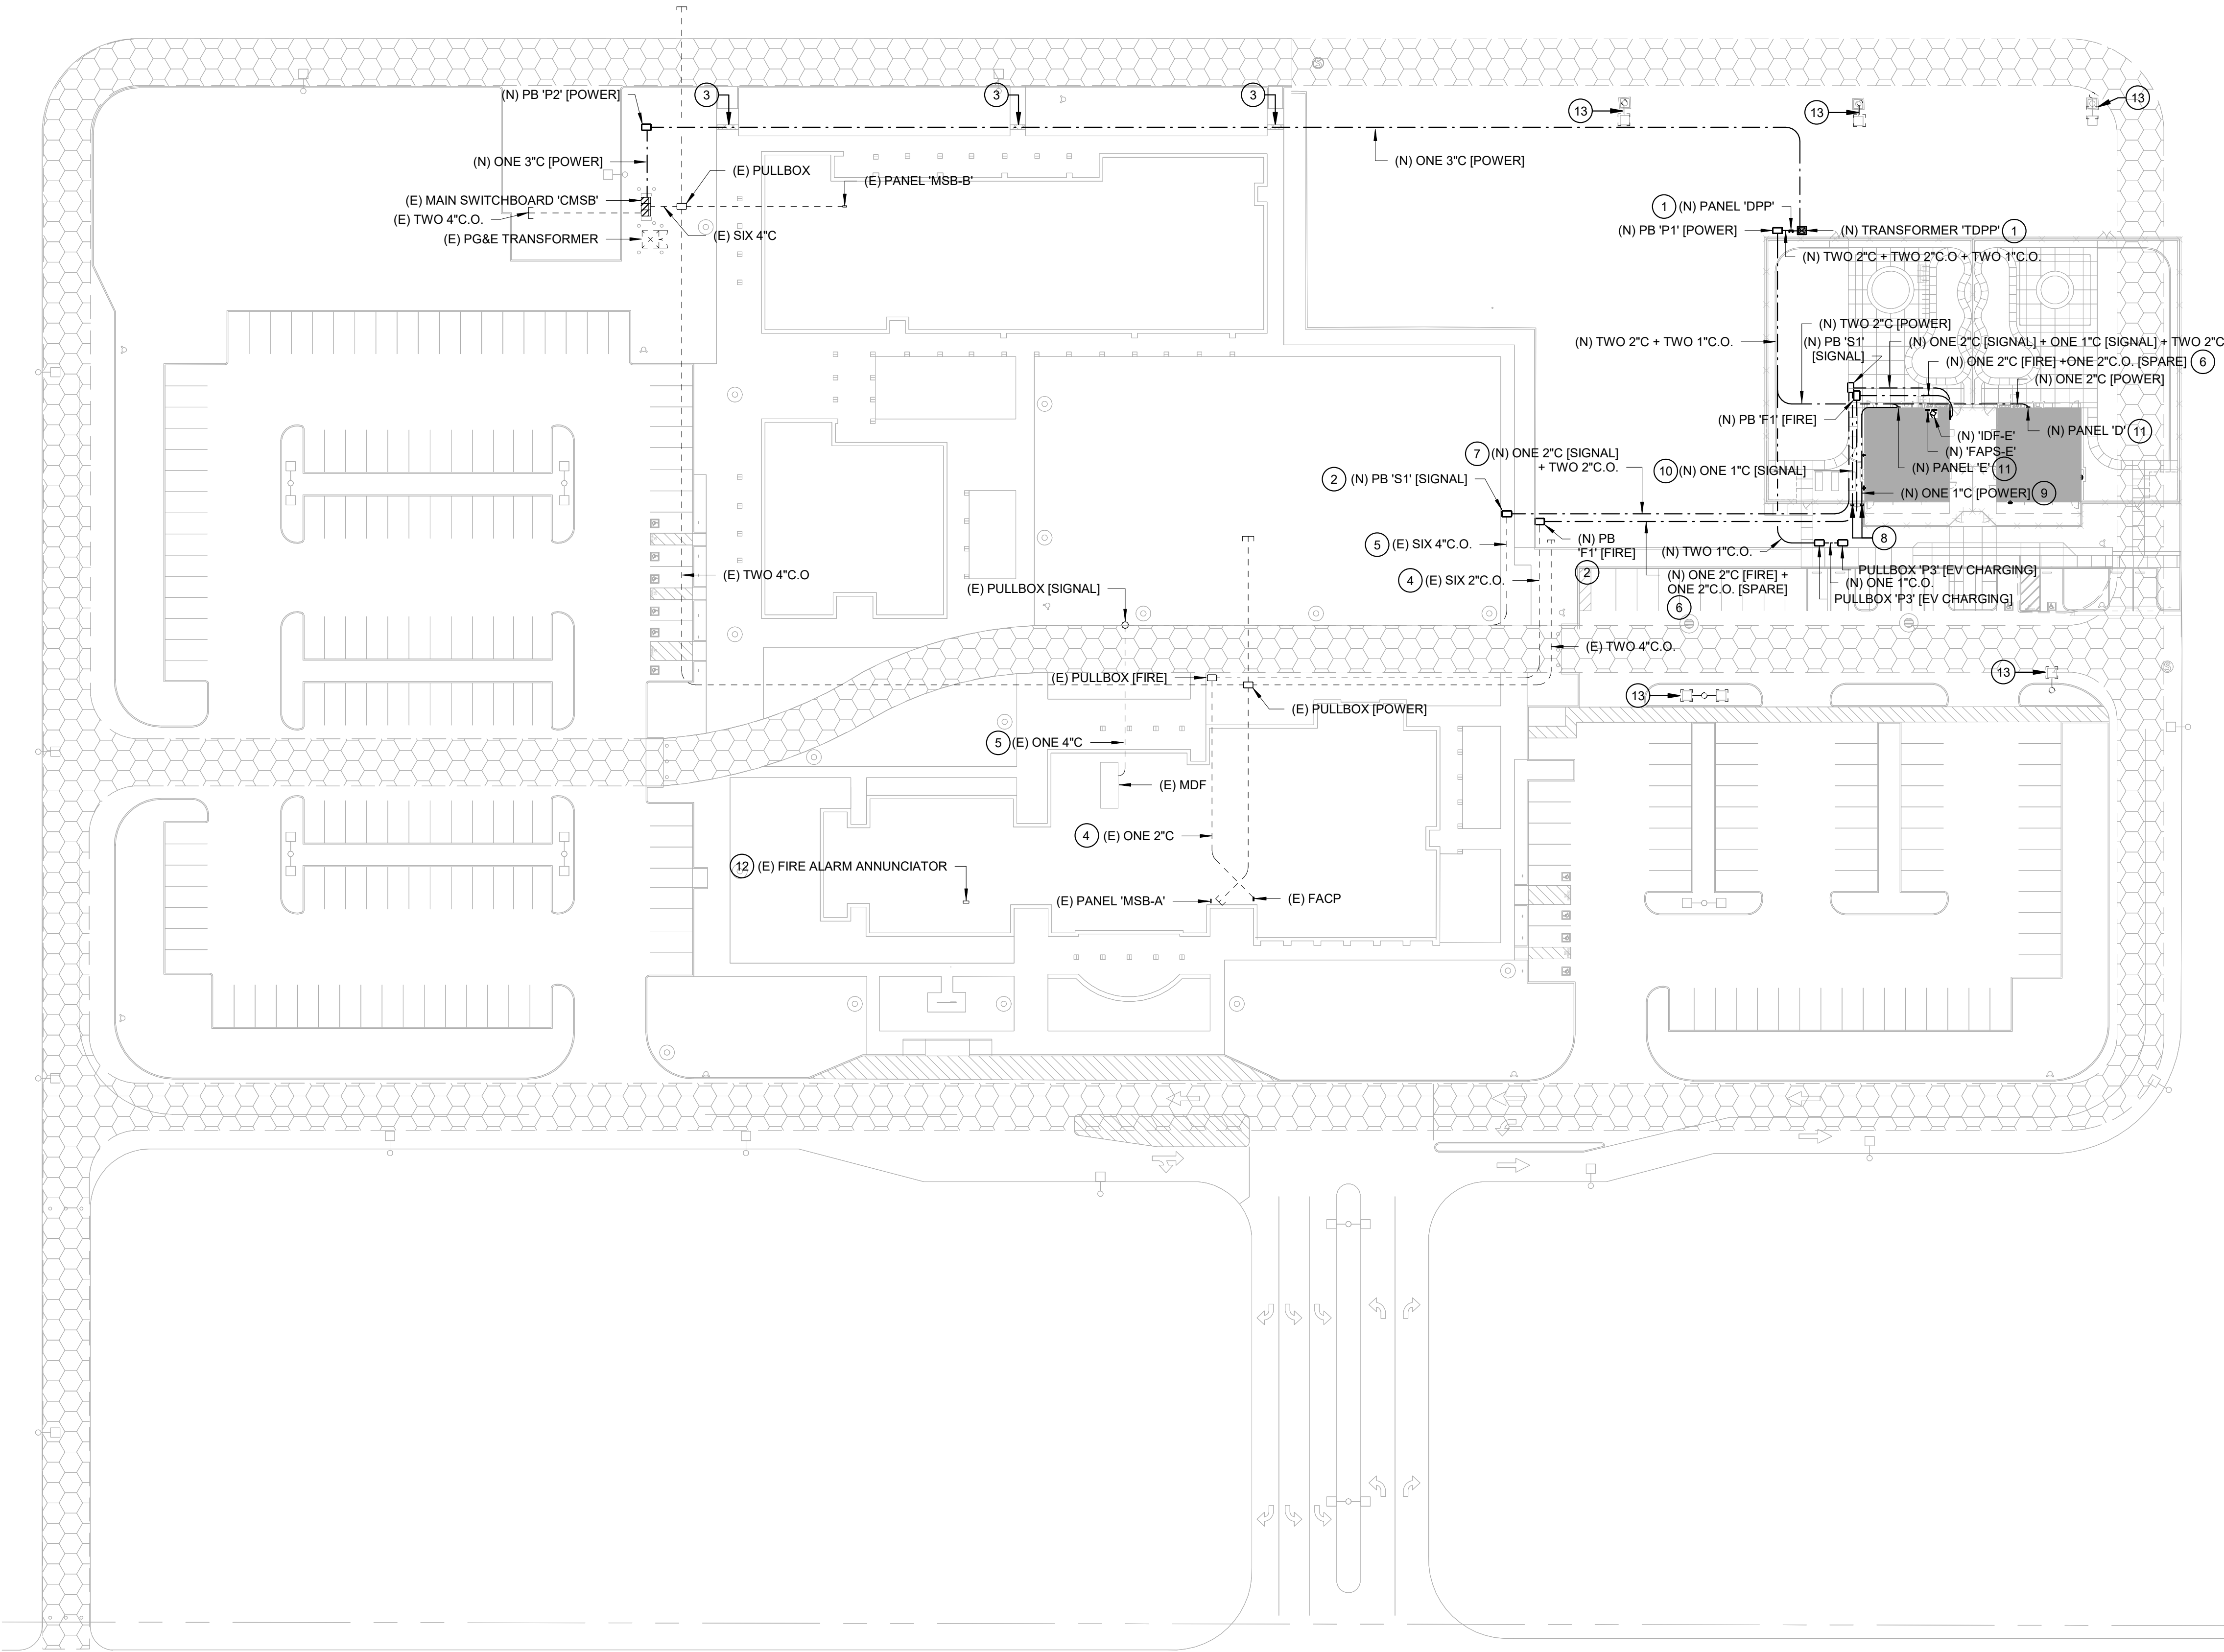 (N) PB 'P2' [POWER]
3
3
3
13
13
13
(N) ONE 3"C [POWER]
(N) ONE 3"C [POWER]
(E) PULLBOX
(E) PANEL 'MSB-B'
(E) MAIN SWITCHBOARD 'CMSB'
(E) TWO 4"C.O.
(E) PG&E TRANSFORMER
(E) SIX 4"C
1 (N) PANEL 'DPP'
(N) PB 'P1' [POWER]
(N) TRANSFORMER 'TDPP' 1
(N) TWO 2"C + TWO 2"C.O + TWO 1"C.O.
(N) TWO 2"C [POWER]
(N) TWO 2"C + TWO 1"C.O.
(N) PB 'S1'
[SIGNAL]
(N) ONE 2"C [SIGNAL] + ONE 1"C [SIGNAL] + TWO 2"C
(N) ONE 2"C [FIRE] +ONE 2"C.O. [SPARE] 6
(N) ONE 2"C [POWER]
(N) PB 'F1' [FIRE]
(N) PANEL 'D' 11
(N) 'IDF-E'
(N) 'FAPS-E'
(N) PANEL 'E' 11
7 (N) ONE 2"C [SIGNAL]
+ TWO 2"C.O.
10 (N) ONE 1"C [SIGNAL]
2 (N) PB 'S1' [SIGNAL]
(N) ONE 1"C [POWER] 9
8
5 (E) SIX 4"C.O.
(N) PB
'F1' [FIRE]
2
(N) TWO 1"C.O.
PULLBOX 'P3' [EV CHARGING]
(N) ONE 1"C.O.
PULLBOX 'P3' [EV CHARGING]
(E) TWO 4"C.O
4 (E) SIX 2"C.O.
(N) ONE 2"C [FIRE] +
ONE 2"C.O. [SPARE]
6
(E) PULLBOX [SIGNAL]
(E) TWO 4"C.O.
(E) PULLBOX [FIRE]
13
13
(E) PULLBOX [POWER]
5 (E) ONE 4"C
(E) MDF
4 (E) ONE 2"C
12 (E) FIRE ALARM ANNUNCIATOR
(E) PANEL 'MSB-A'
(E) FACP